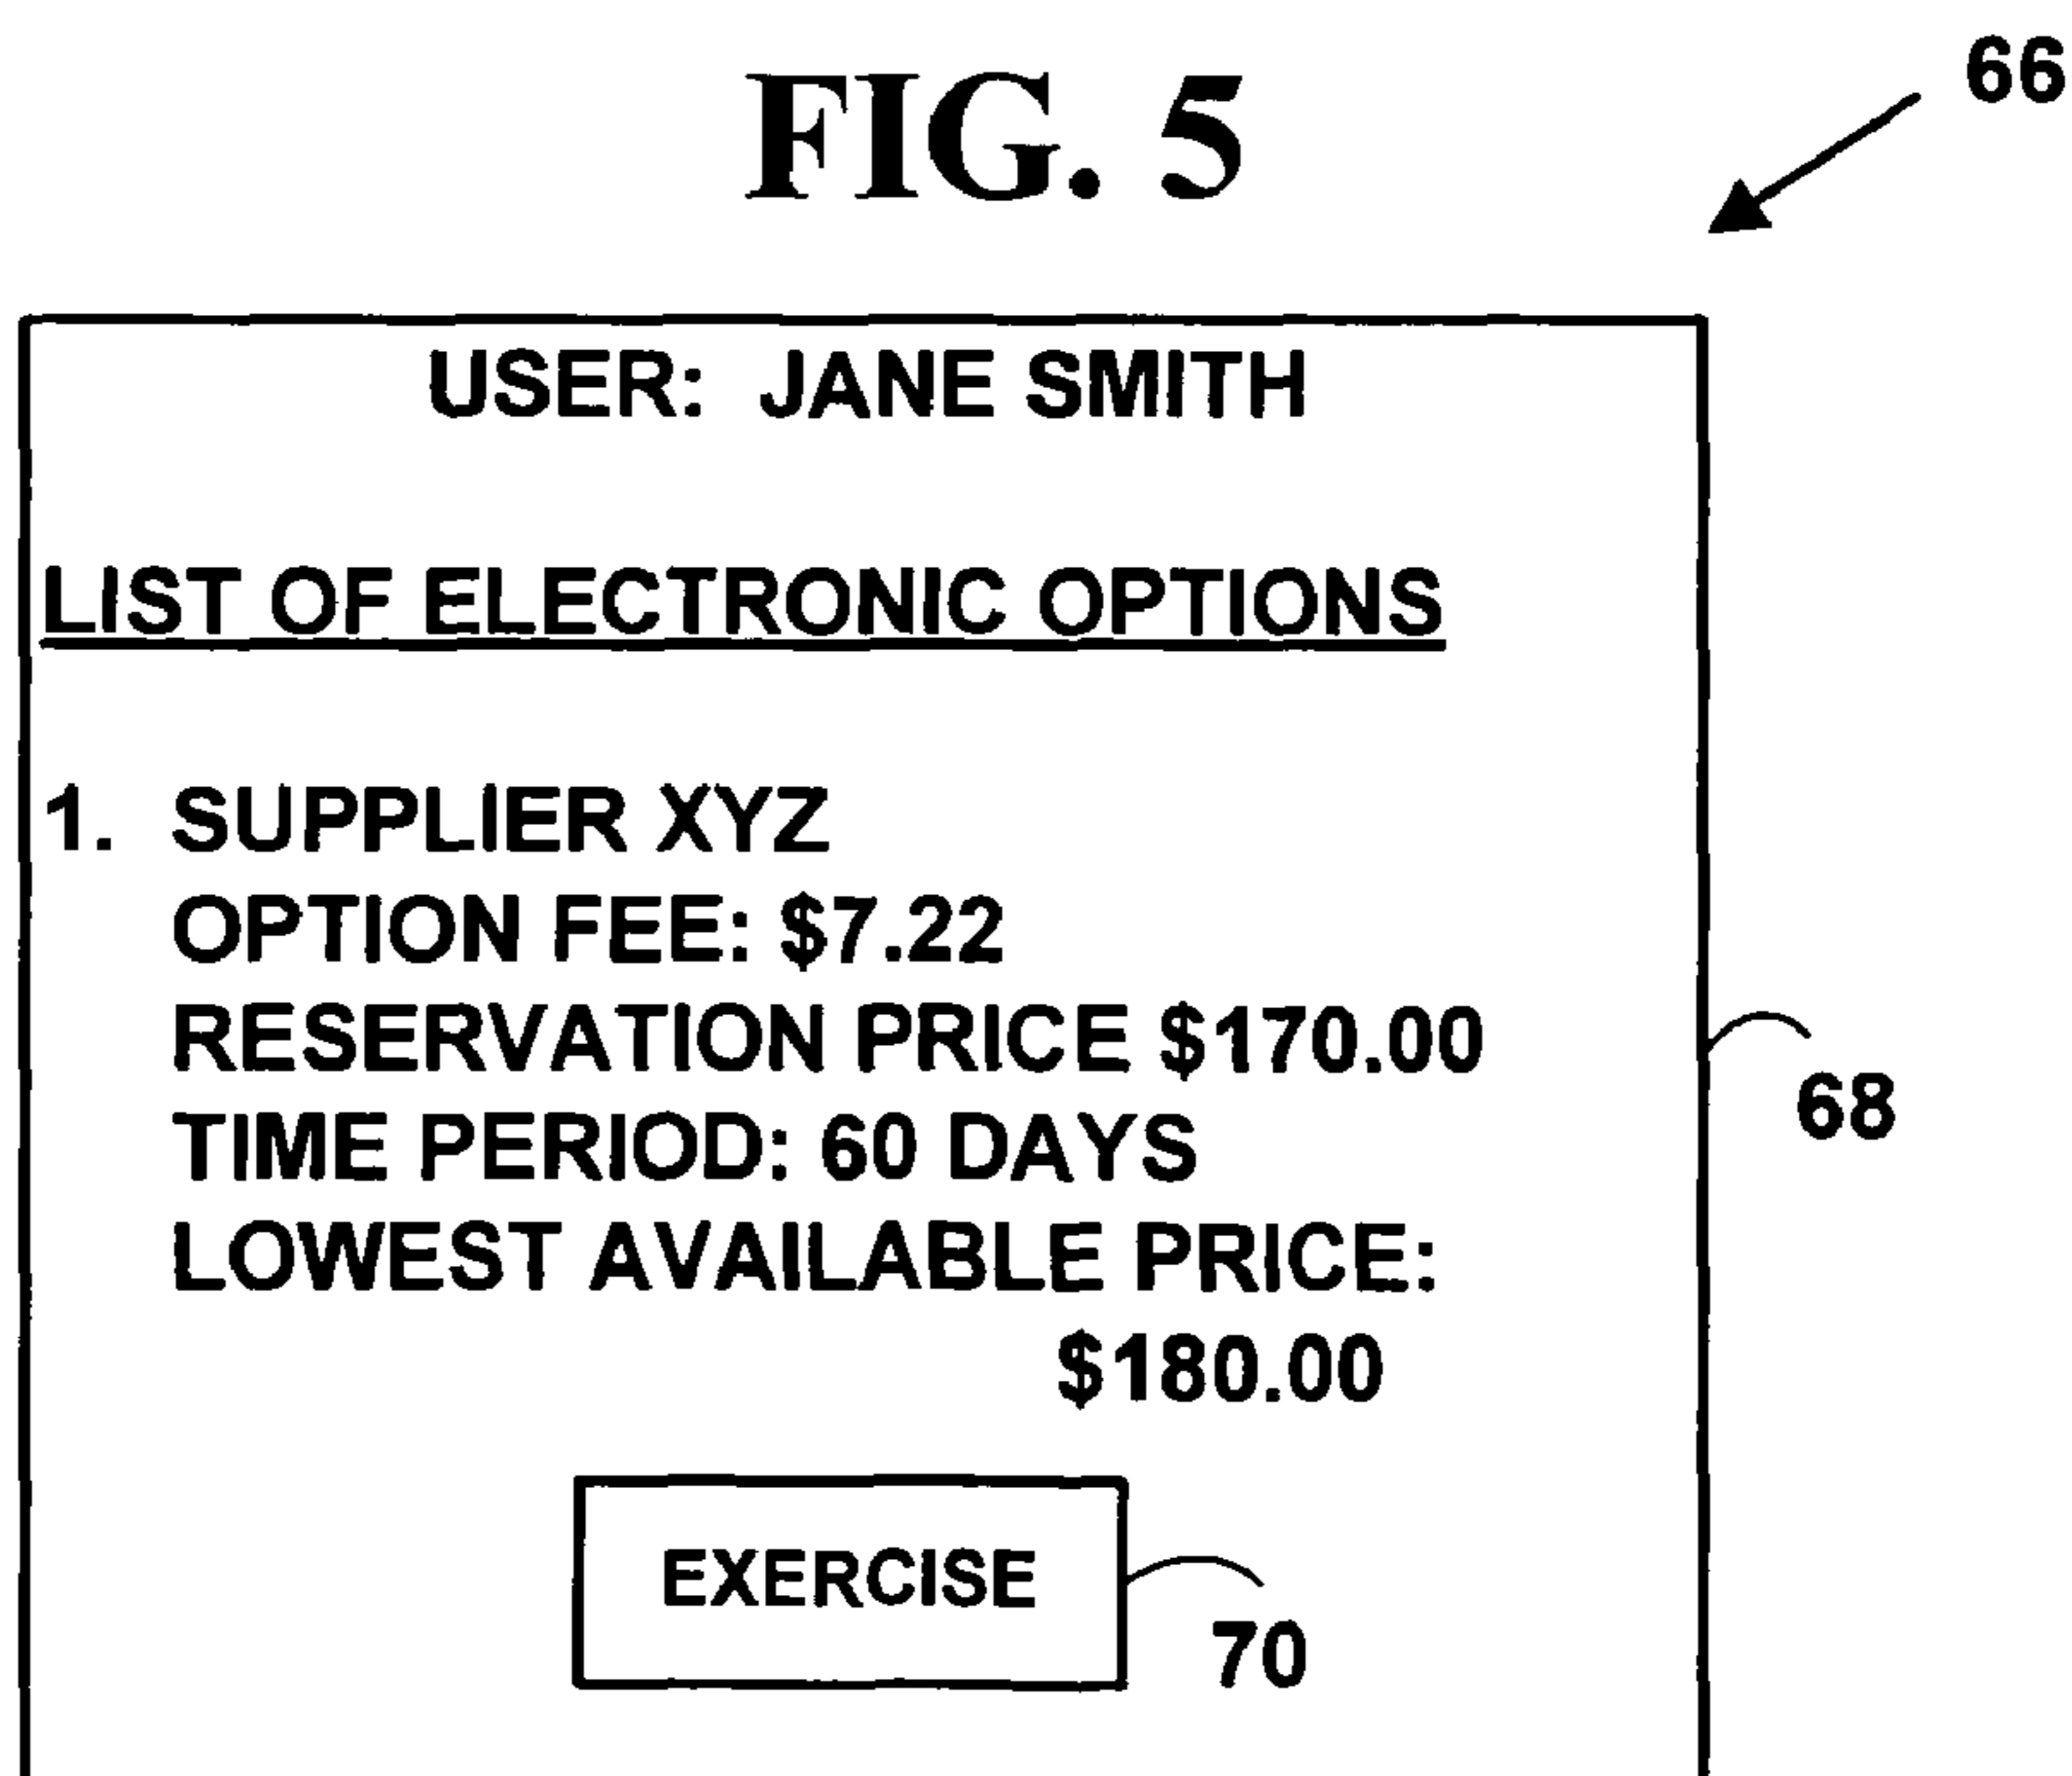 FIG. 5
66
USER: JANE SMITH
LIST OF ELECTRONIC OPTIONS
1. SUPPLIER XYZ
OPTION FEE: $7.22
RESERVATION PRICE $170.00
TIME PERIOD: 60 DAYS
LOWEST AVAILABLE PRICE:
$180.00
68
EXERCISE
70